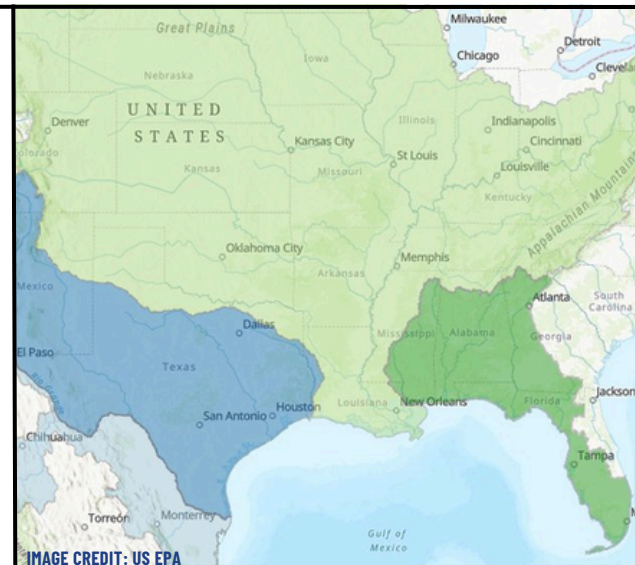 Milwaukee
Great Plains
Detroit
Iowa
Chicago
Clevela
Nebraska
UNITED
STATES
Denver
Illinois
Indianapolis
Kansas City
Cincinnati
Colorado
St Louis
Kansas
Missouri
Louisville
Kentucky
Appalachian Mountains
Oklahoma City
Memphis
Arkansas
Mexico
Atlanta
South
Carolina
Dallas
Mississippi
Alabama
Georgia
El Paso
Texas
Louisiana
New Orleans
Florida
Jackson
San Antonio
Houston
Chihuahua
Tampa
Torreón
Monterrey
M
Gulf of
Mexico
IMAGE CREDIT: US EPA